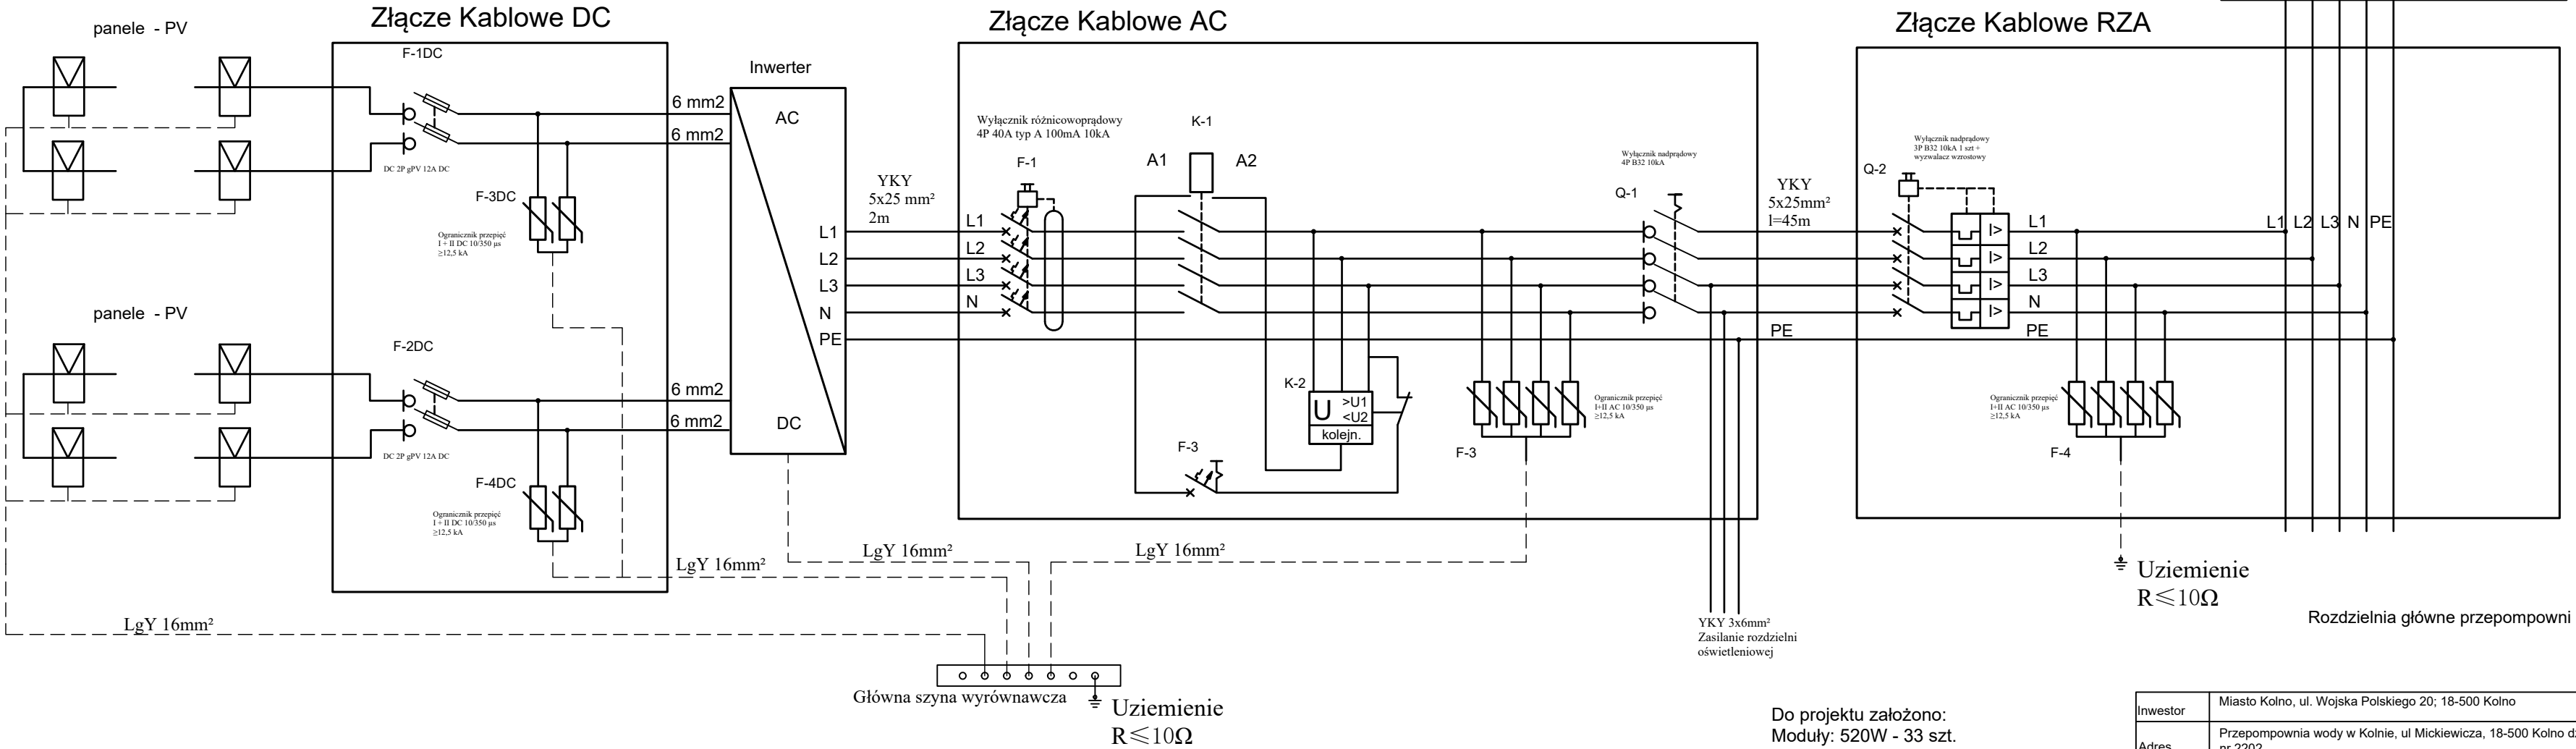 panele - PV
Złącze Kablowe DC
F-1DC
DC 2P gPV 12A DC
F-3DC
Ogranicznik przepięć
I + II DC 10/350 µs
≥12,5 kA
6 mm2
6 mm2
panele - PV
F-2DC
DC 2P gPV 12A DC
F-4DC
Ogranicznik przepięć
I + II DC 10/350 µs
≥12,5 kA
6 mm2
6 mm2
Inwerter
AC
DC
L1
L2
L3
N
PE
YKY
5x25 mm²
2m
Złącze Kablowe AC
Wyłącznik różnicowoprądowy
4P 40A typ A 100mA 10kA
F-1
L1
L2
L3
N
K-1
A1
A2
K-2
U
>U1
<U2
kolejn.
F-3
F-3
Ogranicznik przepięć
I+II AC 10/350 µs
≥12,5 kA
Wyłącznik nadprądowy
4P B32 10kA
Q-1
YKY
5x25mm²
l=45m
PE
Złącze Kablowe RZA
Wyłącznik nadprądowy
3P B32 10kA 1 szt +
wyzwalacz wzrostowy
Q-2
I>
I>
I>
I>
L1
L2
L3
N
PE
L1 L2 L3 N PE
Ogranicznik przepięć
I+II AC 10/350 µs
≥12,5 kA
F-4
Uziemienie
R≤10Ω
Rozdzielnia główne przepompowni
LgY 16mm²
LgY 16mm²
LgY 16mm²
LgY 16mm²
YKY 3x6mm²
Zasilanie rozdzielni
oświetleniowej
Główna szyna wyrównawcza
Uziemienie
R≤10Ω
Do projektu założono:
Moduły: 520W - 33 szt.
Inwestor
Miasto Kolno, ul. Wojska Polskiego 20; 18-500 Kolno
Adres
Przepompownia wody w Kolnie, ul Mickiewicza, 18-500 Kolno
nr 2202